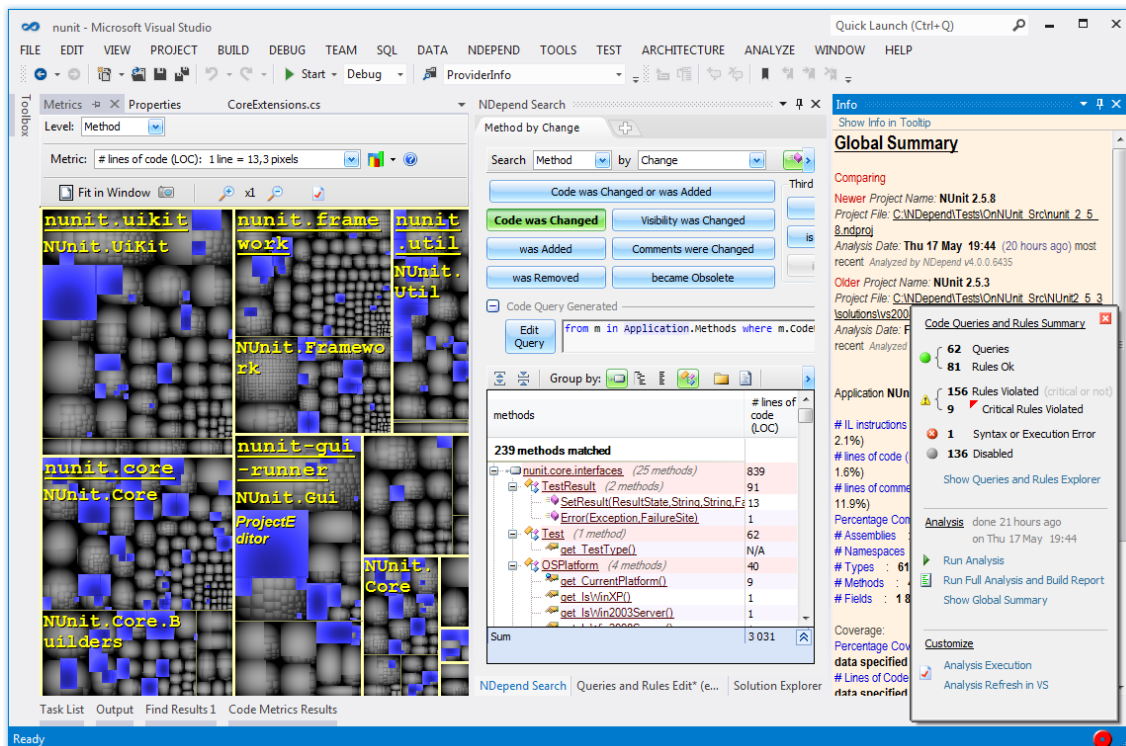 nunit - Microsoft Visual Studio
Quick Launch (Ctrl+Q)
FILE EDIT VIEW PROJECT BUILD DEBUG TEAM SQL DATA NDEPEND TOOLS TEST ARCHITECTURE ANALYZE WINDOW HELP
Start Debug ProviderInfo
Toolbox
Metrics Properties CoreExtensions.cs
Level: Method
Metric: # lines of code (LOC): 1 line = 13,3 pixels
Fit in Window x1
nunit.uikit
NUnit.UiKit
nunit.frame
work
NUnit.Framewo
rk
nunit
.util
NUnit.
Util
nunit.core
NUnit.Core
NUnit.Core.B
uilders
nunit-gui
-runner
NUnit.Gui
ProjectE
ditor
NUnit.
Core
NDepend Search
Method by Change
Search Method by Change
Code was Changed or was Added
Third
Code was Changed Visibility was Changed
was Added Comments were Changed
is
was Removed became Obsolete
Code Query Generated
Edit
Query
from m in Application.Methods where m.Code
Group by:
methods
# lines of
code
(LOC)
239 methods matched
nunit.core.interfaces (25 methods) 839
TestResult (2 methods) 91
SetResult(ResultState,String,String,Fa 13
Error(Exception,FailureSite) 1
Test (1 method) 62
get_TestType() N/A
OSPlatform (4 methods) 40
get_CurrentPlatform() 9
get_IsWinXP() 1
get_IsWin2003Server() 1
Sum 3 031
NDepend Search Queries and Rules Edit* (e... Solution Explorer
Info
Show Info in Tooltip
Global Summary
Comparing
Newer Project Name: NUnit 2.5.8
Project File: C:\NDepend\Tests\OnNUnit_Src\nunit_2_5_
8.ndproj
Analysis Date: Thu 17 May 19:44 (20 hours ago) most
recent Analyzed by NDepend v4.0.0.6435
Older Project Name: NUnit 2.5.3
Project File: C:\NDepend\Tests\OnNUnit_Src\NUnit2_5_3
\solutions\vs200
Analysis Date: F
recent Analyzed
Application NUn
# IL instructions
2.1%)
# lines of code (
1.6%)
# lines of comme
11.9%)
Percentage Com
# Assemblies :
# Namespaces
# Types : 61
# Methods : 4
# Fields : 1 8
Coverage:
Percentage Cov
data specified
# Lines of Code
data specified
Code Queries and Rules Summary
62 Queries
81 Rules Ok
156 Rules Violated (critical or not)
9 Critical Rules Violated
1 Syntax or Execution Error
136 Disabled
Show Queries and Rules Explorer
Analysis done 21 hours ago
on Thu 17 May 19:44
Run Analysis
Run Full Analysis and Build Report
Show Global Summary
Customize
Analysis Execution
Analysis Refresh in VS
Task List Output Find Results 1 Code Metrics Results
Ready